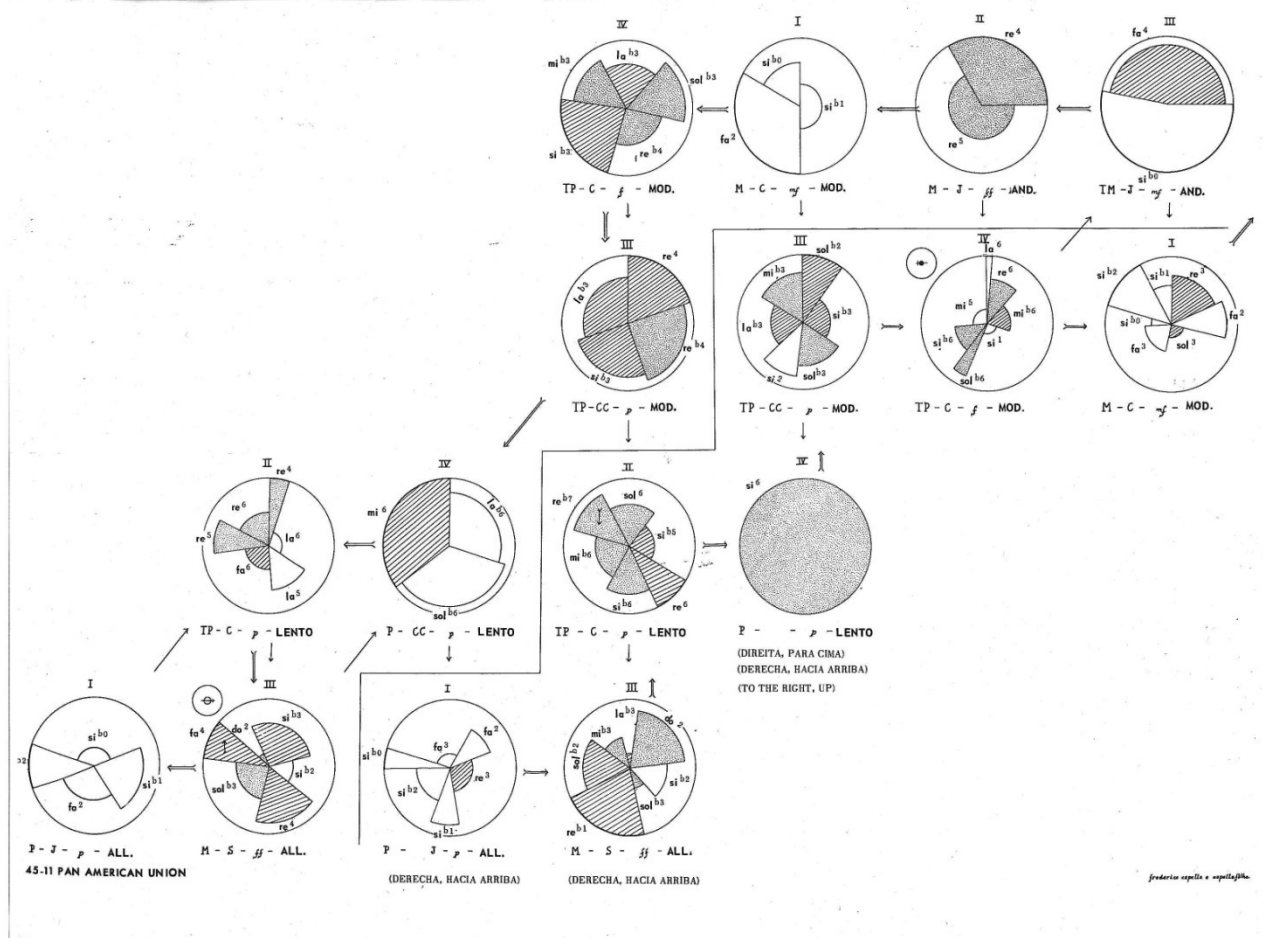 IV
mi b3
la b3
sol b3
si b3
re b4
TP - C - f - MOD.
I
si b0
si b1
fa 2
M - C - mf - MOD.
II
re 4
re 5
M - J - ff - AND.
III
fa 4
si b0
TM - J - mf - AND.
III
re 4
la b3
re b4
si b3
TP - CC - p - MOD.
III
sol b2
mi b3
la b3
si b3
si 2
sol b3
TP - CC - p - MOD.
IV
la 6
re 6
mi 5
mi b6
si b6
si 1
sol b6
TP - C - f - MOD.
I
si b2
si b1
re 3
fa 2
si b0
fa 3
sol 3
M - C - mf - MOD.
II
re 4
re 6
re 5
la 6
fa 6
la 5
TP - C - p - LENTO
IV
mi 6
la b6
sol b6
P - CC - p - LENTO
II
re b7
sol 6
si b5
mi b6
si b6
re 6
TP - C - p - LENTO
IV
si 6
P - - p - LENTO
(DIREITA, PARA CIMA)
(DERECHA, HACIA ARRIBA)
(TO THE RIGHT, UP)
I
si b0
si b1
fa 2
P - J - p - ALL.
45-11 PAN AMERICAN UNION
III
fa 4
do 2
si b3
si b2
sol b3
re 4
M - S - ff - ALL.
I
fa 2
si b0
fa 3
re 3
si b2
si b1
P - J - p - ALL.
(DERECHA, HACIA ARRIBA)
III
la b3
do 2
mi b3
sol b2
si b2
sol b3
re b1
M - S - ff - ALL.
(DERECHA, HACIA ARRIBA)